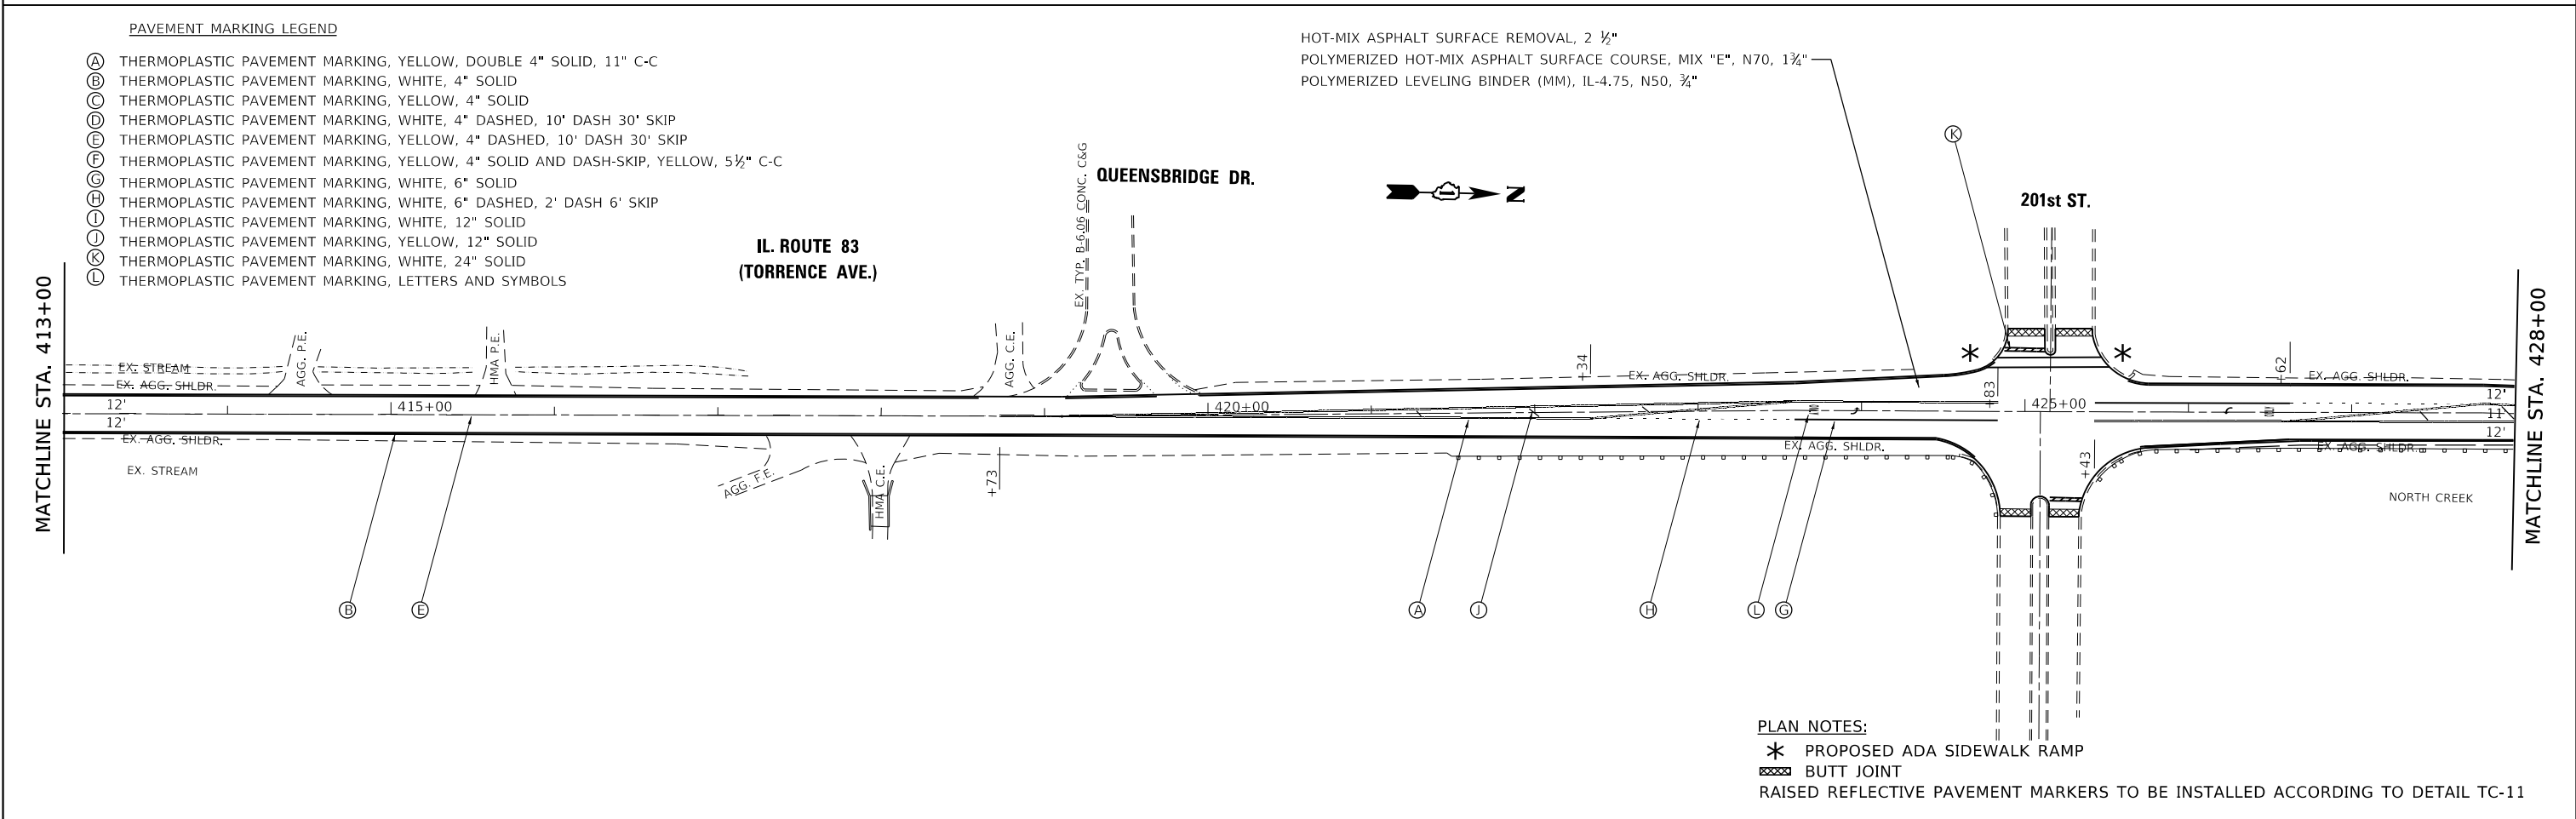 PAVEMENT MARKING LEGEND
A THERMOPLASTIC PAVEMENT MARKING, YELLOW, DOUBLE 4" SOLID, 11" C-C
B THERMOPLASTIC PAVEMENT MARKING, WHITE, 4" SOLID
C THERMOPLASTIC PAVEMENT MARKING, YELLOW, 4" SOLID
D THERMOPLASTIC PAVEMENT MARKING, WHITE, 4" DASHED, 10' DASH 30' SKIP
E THERMOPLASTIC PAVEMENT MARKING, YELLOW, 4" DASHED, 10' DASH 30' SKIP
F THERMOPLASTIC PAVEMENT MARKING, YELLOW, 4" SOLID AND DASH-SKIP, YELLOW, 5½" C-C
G THERMOPLASTIC PAVEMENT MARKING, WHITE, 6" SOLID
H THERMOPLASTIC PAVEMENT MARKING, WHITE, 6" DASHED, 2' DASH 6' SKIP
I THERMOPLASTIC PAVEMENT MARKING, WHITE, 12" SOLID
J THERMOPLASTIC PAVEMENT MARKING, YELLOW, 12" SOLID
K THERMOPLASTIC PAVEMENT MARKING, WHITE, 24" SOLID
L THERMOPLASTIC PAVEMENT MARKING, LETTERS AND SYMBOLS
HOT-MIX ASPHALT SURFACE REMOVAL, 2 ½"
POLYMERIZED HOT-MIX ASPHALT SURFACE COURSE, MIX "E", N70, 1¾"
POLYMERIZED LEVELING BINDER (MM), IL-4.75, N50, ¾"
K
IL. ROUTE 83
(TORRENCE AVE.)
EX. TYP. B-6.06 CONC. C&G
QUEENSBRIDGE DR.
N
201st ST.
MATCHLINE STA. 413+00
EX. STREAM
EX. AGG. SHLDR.
AGG. P.E.
HMA P.E.
AGG. C.E.
+34
EX. AGG. SHLDR.
+83
+62
EX. AGG. SHLDR.
12'
12'
415+00
420+00
425+00
12'
11'
12'
EX. AGG. SHLDR.
EX. STREAM
AGG. F.E.
HMA C.E.
+73
EX. AGG. SHLDR.
+43
EX. AGG. SHLDR.
NORTH CREEK
MATCHLINE STA. 428+00
B
E
A
J
H
L
G
PLAN NOTES:
PROPOSED ADA SIDEWALK RAMP
BUTT JOINT
RAISED REFLECTIVE PAVEMENT MARKERS TO BE INSTALLED ACCORDING TO DETAIL TC-11